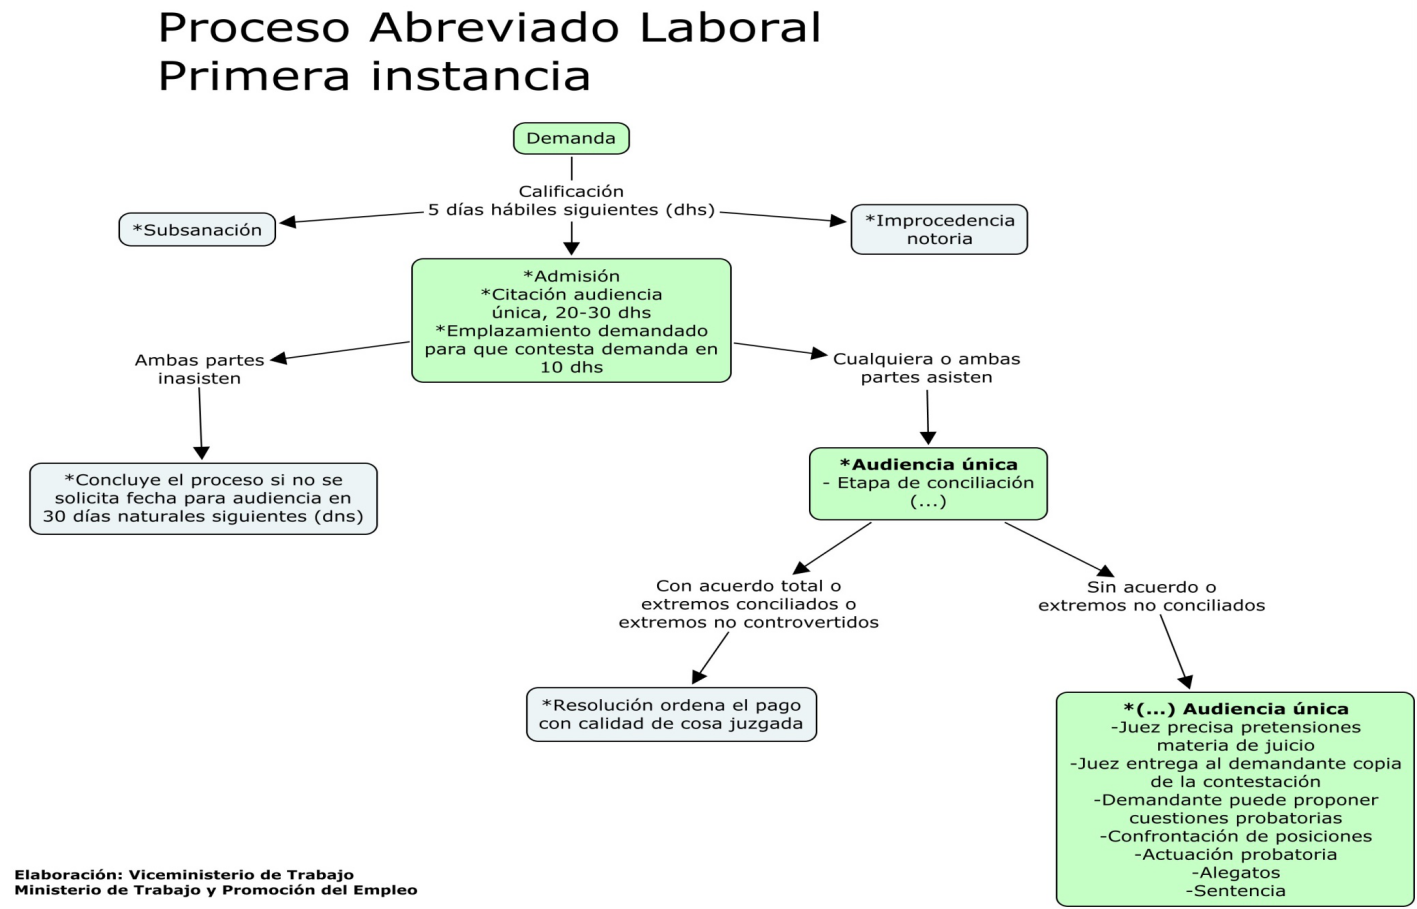 Proceso Abreviado Laboral
Primera instancia
Demanda
Calificación
5 días hábiles siguientes (dhs)
*Subsanación
*Improcedencia
notoria
*Admisión
*Citación audiencia
única, 20-30 dhs
*Emplazamiento demandado
para que contesta demanda en
10 dhs
Ambas partes
inasisten
Cualquiera o ambas
partes asisten
*Concluye el proceso si no se
solicita fecha para audiencia en
30 días naturales siguientes (dns)
*Audiencia única
- Etapa de conciliación
(...)
Con acuerdo total o
extremos conciliados o
extremos no controvertidos
Sin acuerdo o
extremos no conciliados
*Resolución ordena el pago
con calidad de cosa juzgada
*(...) Audiencia única
-Juez precisa pretensiones
materia de juicio
-Juez entrega al demandante copia
de la contestación
-Demandante puede proponer
cuestiones probatorias
-Confrontación de posiciones
-Actuación probatoria
-Alegatos
-Sentencia
Elaboración: Viceministerio de Trabajo
Ministerio de Trabajo y Promoción del Empleo